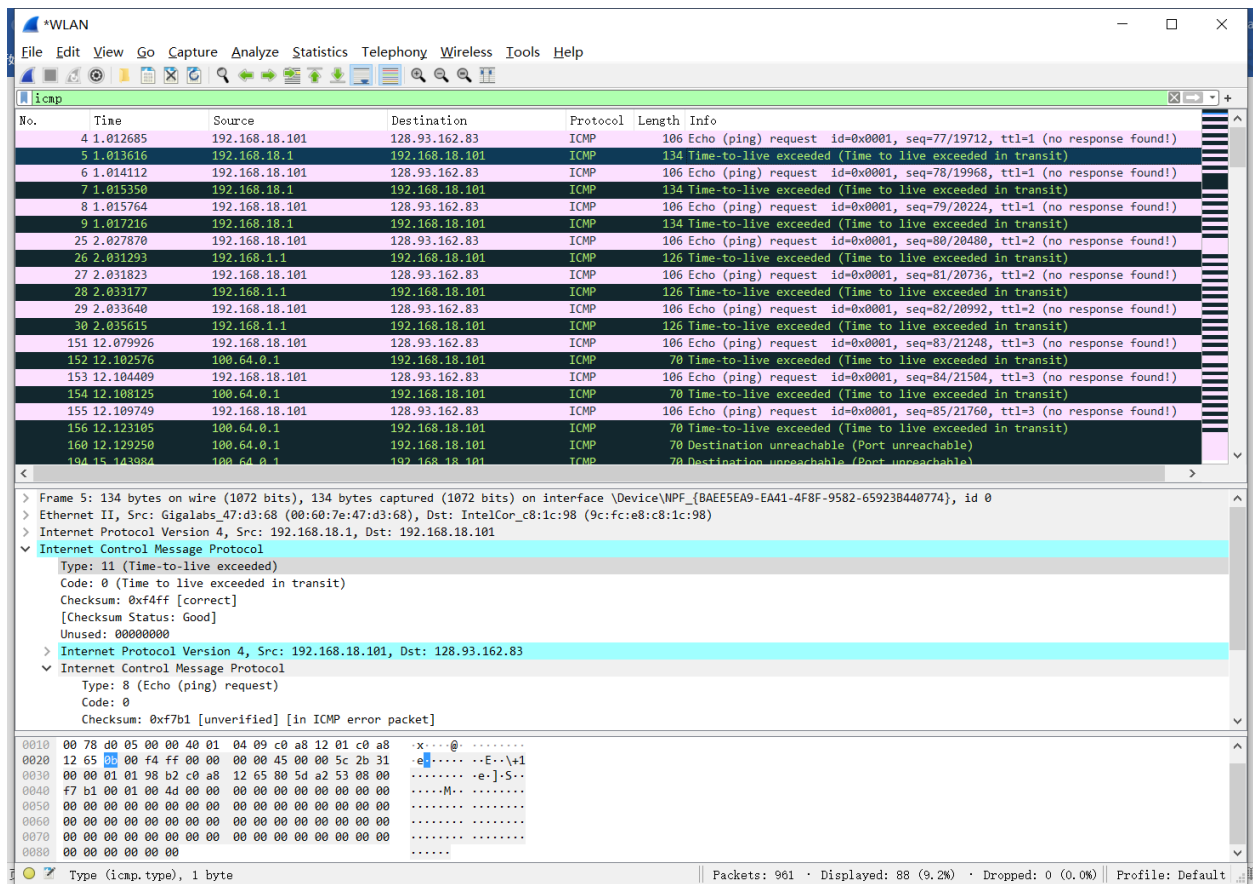 *WLAN
File Edit View Go Capture Analyze Statistics Telephony Wireless Tools Help
icmp
No. Time Source Destination Protocol Length Info
4 1.012685 192.168.18.101 128.93.162.83 ICMP 106 Echo (ping) request id=0x0001, seq=77/19712, ttl=1 (no response found!)
5 1.013616 192.168.18.1 192.168.18.101 ICMP 134 Time-to-live exceeded (Time to live exceeded in transit)
6 1.014112 192.168.18.101 128.93.162.83 ICMP 106 Echo (ping) request id=0x0001, seq=78/19968, ttl=1 (no response found!)
7 1.015350 192.168.18.1 192.168.18.101 ICMP 134 Time-to-live exceeded (Time to live exceeded in transit)
8 1.015764 192.168.18.101 128.93.162.83 ICMP 106 Echo (ping) request id=0x0001, seq=79/20224, ttl=1 (no response found!)
9 1.017216 192.168.18.1 192.168.18.101 ICMP 134 Time-to-live exceeded (Time to live exceeded in transit)
25 2.027870 192.168.18.101 128.93.162.83 ICMP 106 Echo (ping) request id=0x0001, seq=80/20480, ttl=2 (no response found!)
26 2.031293 192.168.1.1 192.168.18.101 ICMP 126 Time-to-live exceeded (Time to live exceeded in transit)
27 2.031823 192.168.18.101 128.93.162.83 ICMP 106 Echo (ping) request id=0x0001, seq=81/20736, ttl=2 (no response found!)
28 2.033177 192.168.1.1 192.168.18.101 ICMP 126 Time-to-live exceeded (Time to live exceeded in transit)
29 2.033640 192.168.18.101 128.93.162.83 ICMP 106 Echo (ping) request id=0x0001, seq=82/20992, ttl=2 (no response found!)
30 2.035615 192.168.1.1 192.168.18.101 ICMP 126 Time-to-live exceeded (Time to live exceeded in transit)
151 12.079926 192.168.18.101 128.93.162.83 ICMP 106 Echo (ping) request id=0x0001, seq=83/21248, ttl=3 (no response found!)
152 12.102576 100.64.0.1 192.168.18.101 ICMP 70 Time-to-live exceeded (Time to live exceeded in transit)
153 12.104409 192.168.18.101 128.93.162.83 ICMP 106 Echo (ping) request id=0x0001, seq=84/21504, ttl=3 (no response found!)
154 12.108125 100.64.0.1 192.168.18.101 ICMP 70 Time-to-live exceeded (Time to live exceeded in transit)
155 12.109749 192.168.18.101 128.93.162.83 ICMP 106 Echo (ping) request id=0x0001, seq=85/21760, ttl=3 (no response found!)
156 12.123105 100.64.0.1 192.168.18.101 ICMP 70 Time-to-live exceeded (Time to live exceeded in transit)
160 12.129250 100.64.0.1 192.168.18.101 ICMP 70 Destination unreachable (Port unreachable)
194 15.143984 100.64.0.1 192.168.18.101 ICMP 70 Destination unreachable (Port unreachable)
Frame 5: 134 bytes on wire (1072 bits), 134 bytes captured (1072 bits) on interface \Device\NPF_{BAEE5EA9-EA41-4F8F-9582-65923B440774}, id 0
Ethernet II, Src: Gigalabs_47:d3:68 (00:60:7e:47:d3:68), Dst: IntelCor_c8:1c:98 (9c:fc:e8:c8:1c:98)
Internet Protocol Version 4, Src: 192.168.18.1, Dst: 192.168.18.101
Internet Control Message Protocol
Type: 11 (Time-to-live exceeded)
Code: 0 (Time to live exceeded in transit)
Checksum: 0xf4ff [correct]
[Checksum Status: Good]
Unused: 00000000
Internet Protocol Version 4, Src: 192.168.18.101, Dst: 128.93.162.83
Internet Control Message Protocol
Type: 8 (Echo (ping) request)
Code: 0
Checksum: 0xf7b1 [unverified] [in ICMP error packet]
0010 00 78 d0 05 00 00 40 01 04 09 c0 a8 12 01 c0 a8 ·x····@· ········
0020 12 65 0b 00 f4 ff 00 00 00 00 45 00 00 5c 2b 31 ·e······ ··E··\+1
0030 00 00 01 01 98 b2 c0 a8 12 65 80 5d a2 53 08 00 ········ ·e·]·S··
0040 f7 b1 00 01 00 4d 00 00 00 00 00 00 00 00 00 00 ·····M·· ········
0050 00 00 00 00 00 00 00 00 00 00 00 00 00 00 00 00 ········ ········
0060 00 00 00 00 00 00 00 00 00 00 00 00 00 00 00 00 ········ ········
0070 00 00 00 00 00 00 00 00 00 00 00 00 00 00 00 00 ········ ········
0080 00 00 00 00 00 00 ······
Type (icmp.type), 1 byte Packets: 961 · Displayed: 88 (9.2%) · Dropped: 0 (0.0%) Profile: Default